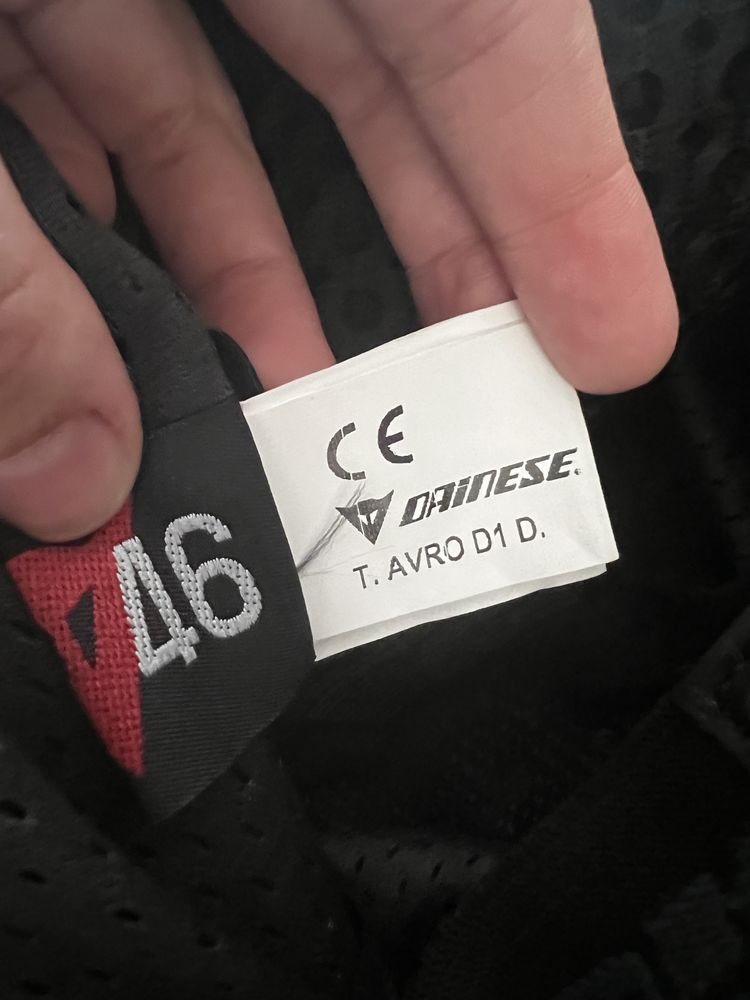 46
CE
DAINESE.
T. AVRO D1 D.